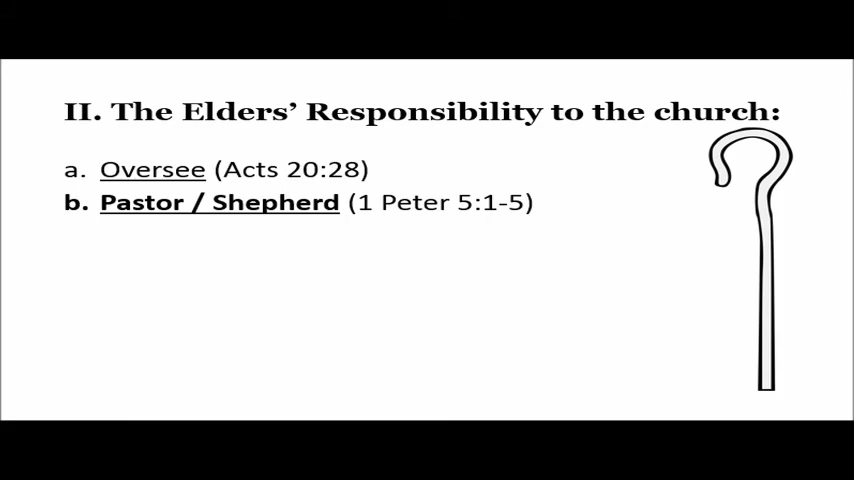 II. The Elders’ Responsibility to the church:
a. Oversee (Acts 20:28)
b. Pastor / Shepherd (1 Peter 5:1-5)